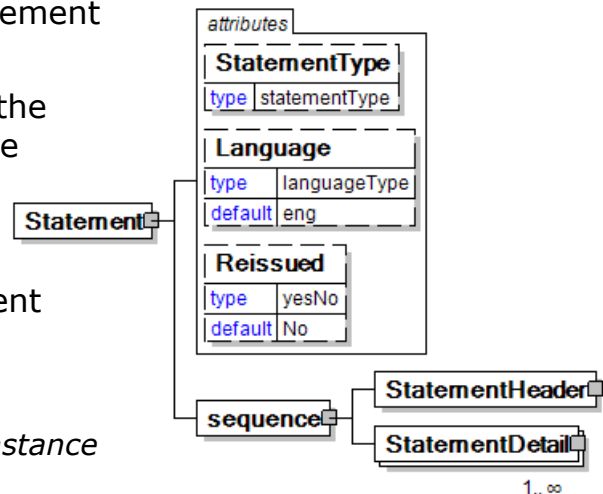 ement
the
e
ent
nstance
attributes
StatementType
type statementType
Language
type languageType
default eng
Reissued
type yesNo
default No
Statement
sequence
StatementHeader
StatementDetail
1..∞